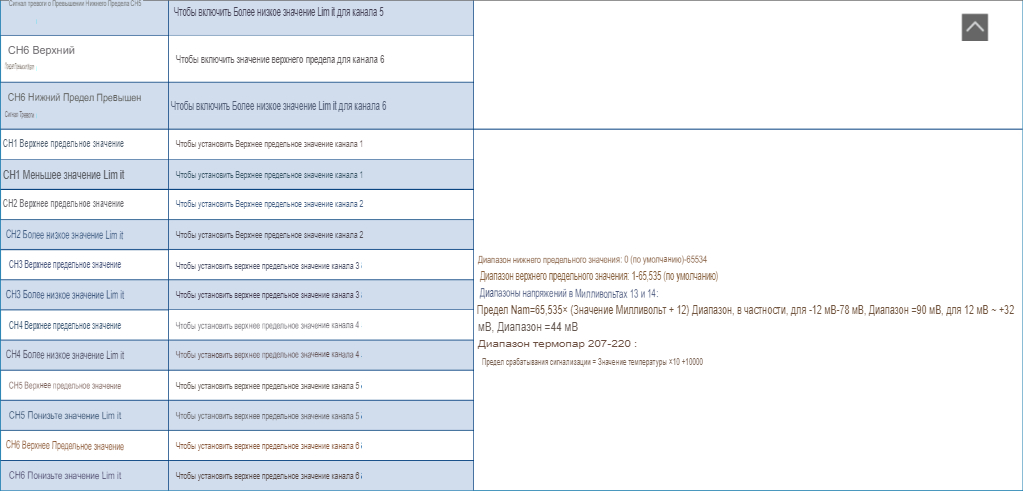 Сигнал тревоги о Превышении Нижнего Предела CH5
Чтобы включить Более низкое значение Lim it для канала 5
CH6 Верхний
Чтобы включить значение верхнего предела для канала 6
CH6 Нижний Предел Превышен
Сигнал Тревоги
Чтобы включить Более низкое значение Lim it для канала 6
CH1 Верхнее предельное значение
Чтобы установить Верхнее предельное значение канала 1
CH1 Меньшее значение Lim it
Чтобы установить Верхнее предельное значение канала 1
CH2 Верхнее предельное значение
Чтобы установить Верхнее предельное значение канала 2
CH2 Более низкое значение Lim it
Чтобы установить Верхнее предельное значение канала 2
CH3 Верхнее предельное значение
Чтобы установить верхнее предельное значение канала 3
CH3 Более низкое значение Lim it
Чтобы установить верхнее предельное значение канала 3
CH4 Верхнее предельное значение
Чтобы установить верхнее предельное значение канала 4
CH4 Более низкое значение Lim it
Чтобы установить верхнее предельное значение канала 4
CH5 Верхнее предельное значение
Чтобы установить верхнее предельное значение канала 5
CH5 Понизьте значение Lim it
Чтобы установить верхнее предельное значение канала 5
CH6 Верхнее Предельное значение
Чтобы установить верхнее предельное значение канала 6
CH6 Понизьте значение Lim it
Чтобы установить верхнее предельное значение канала 6
Диапазон нижнего предельного значения: 0 (по умолчанию)-65534
Диапазон верхнего предельного значения: 1-65,535 (по умолчанию)
Диапазоны напряжений в Милливольтах 13 и 14:
Предел Nam=65,535× (Значение Милливольт + 12) Диапазон, в частности, для -12 мВ-78 мВ, Диапазон =90 мВ, для 12 мВ ~ +32
мВ, Диапазон =44 мВ
Диапазон термопар 207-220 :
Предел срабатывания сигнализации = Значение температуры ×10 +10000